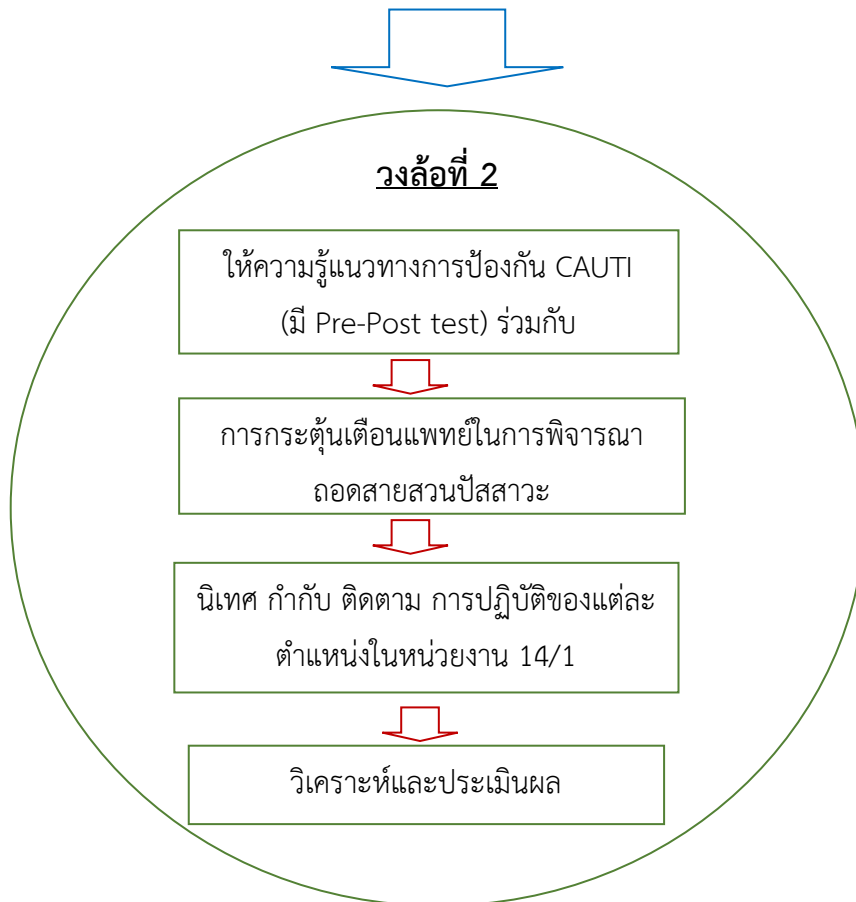 วงล้อที่ 2
ให้ความรู้แนวทางการป้องกัน CAUTI
(มี Pre-Post test) ร่วมกับ
การกระตุ้นเตือนแพทย์ในการพิจารณา
ถอดสายสวนปัสสาวะ
นิเทศ กำกับ ติดตาม การปฏิบัติของแต่ละ
ตำแหน่งในหน่วยงาน 14/1
วิเคราะห์และประเมินผล